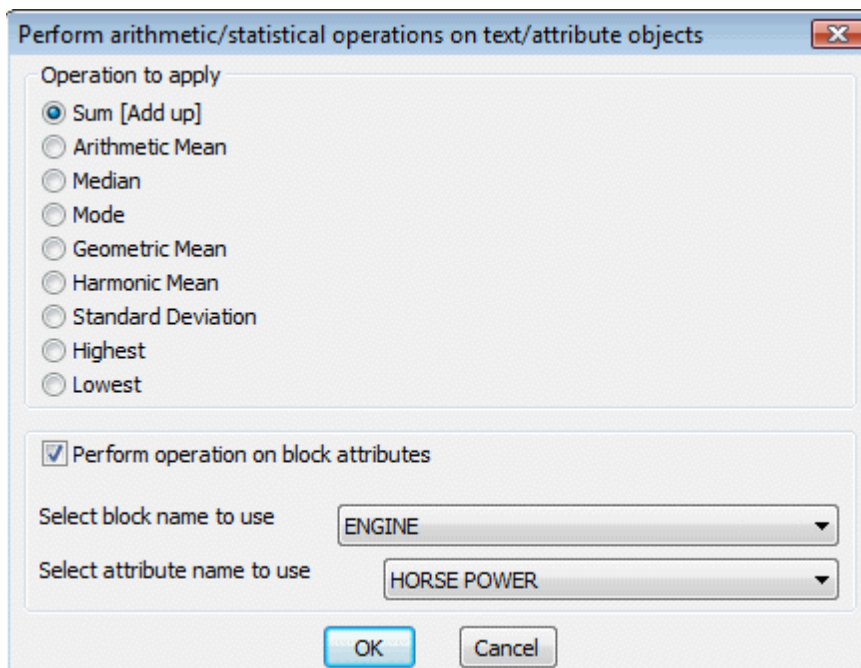 Perform arithmetic/statistical operations on text/attribute objects
Operation to apply
Sum [Add up]
Arithmetic Mean
Median
Mode
Geometric Mean
Harmonic Mean
Standard Deviation
Highest
Lowest
Perform operation on block attributes
Select block name to use ENGINE
Select attribute name to use HORSE POWER
OK Cancel